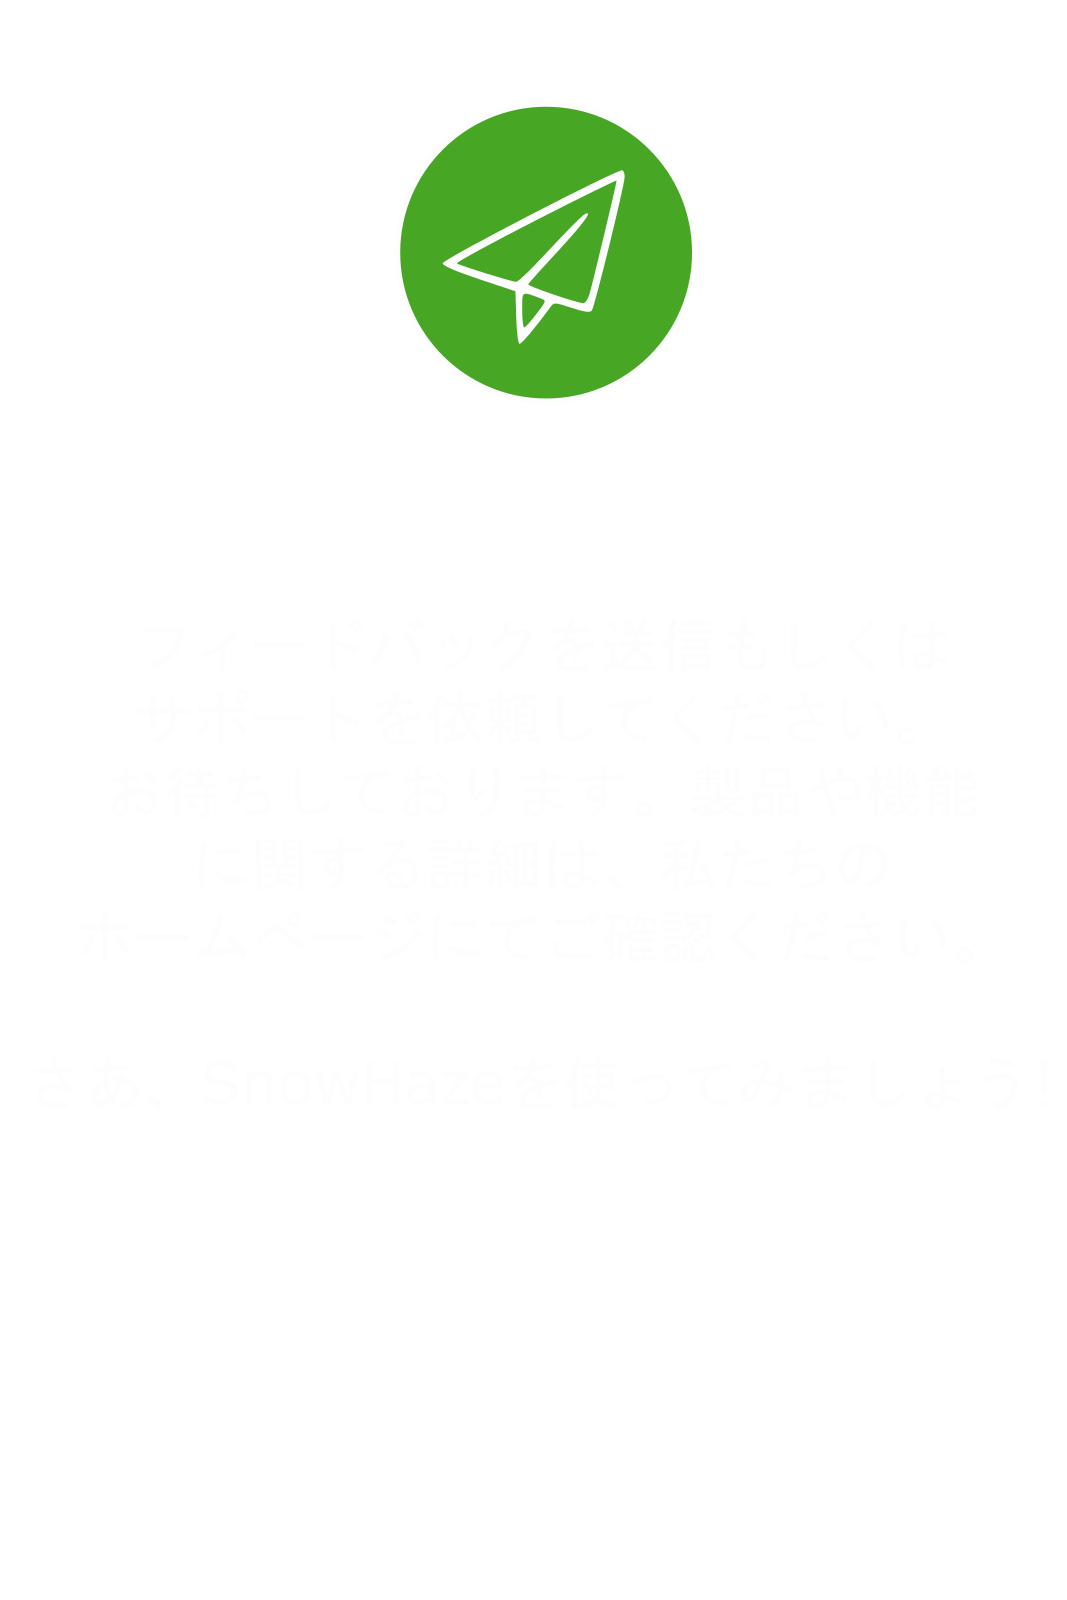 フィードバックを送信もしくは
サポートを依頼してください。
お待ちしております。製品や機能
に関する詳細は、私たちの
ホームページにてご確認ください。
さあ、SnowHazeを使ってみましょう!